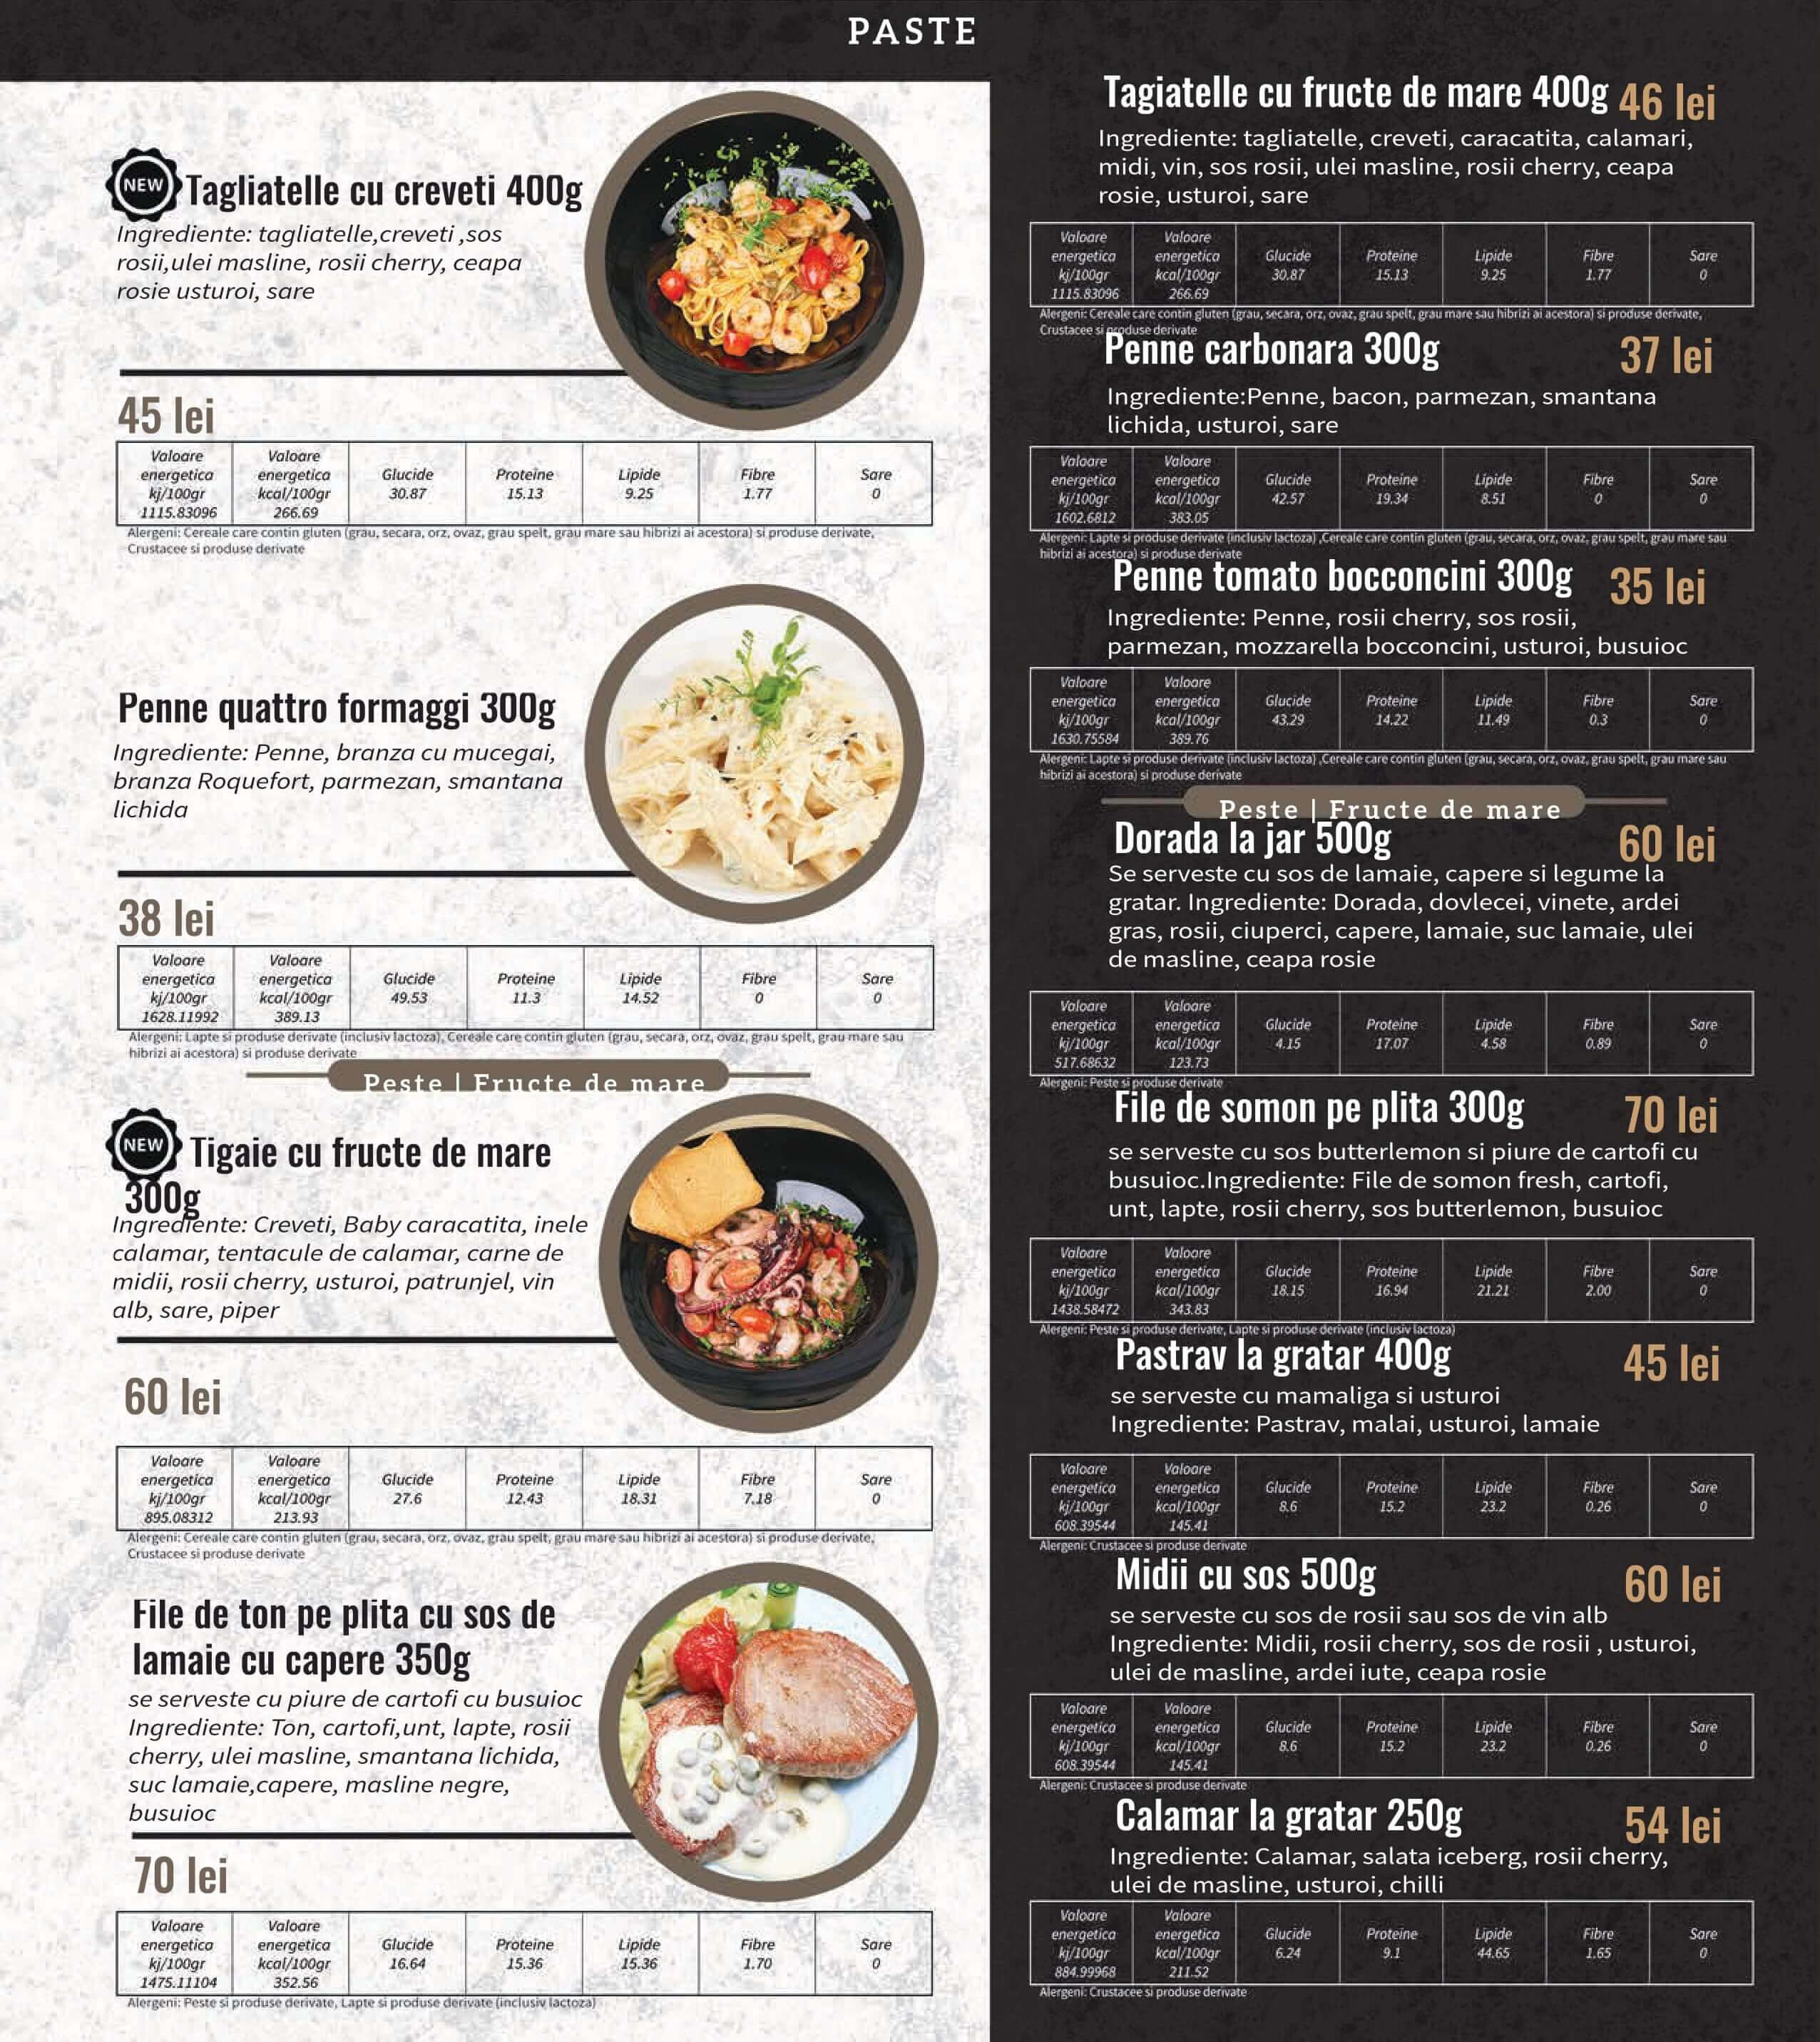 PASTE
NEW
Tagliatelle cu creveti 400g
Ingrediente: tagliatelle,creveti ,sos
rosii,ulei masline, rosii cherry, ceapa
rosie usturoi, sare
45 lei
Valoare energetica kj/100gr 1115.83096 Valoare energetica kcal/100gr 266.69 Glucide 30.87 Proteine 15.13 Lipide 9.25 Fibre 1.77 Sare 0
Alergeni: Cereale care contin gluten (grau, secara, orz, ovaz, grau spelt, grau mare sau hibrizi ai acestora) si produse derivate,
Crustacee si produse derivate
Penne quattro formaggi 300g
Ingrediente: Penne, branza cu mucegai,
branza Roquefort, parmezan, smantana
lichida
38 lei
Valoare energetica kj/100gr 1628.11992 Valoare energetica kcal/100gr 389.13 Glucide 49.53 Proteine 11.3 Lipide 14.52 Fibre 0 Sare 0
Alergeni: Lapte si produse derivate (inclusiv lactoza), Cereale care contin gluten (grau, secara, orz, ovaz, grau spelt, grau mare sau
hibrizi ai acestora) si produse derivate
Peste | Fructe de mare
NEW
Tigaie cu fructe de mare
300g
Ingrediente: Creveti, Baby caracatita, inele
calamar, tentacule de calamar, carne de
midii, rosii cherry, usturoi, patrunjel, vin
alb, sare, piper
60 lei
Valoare energetica kj/100gr 895.08312 Valoare energetica kcal/100gr 213.93 Glucide 27.6 Proteine 12.43 Lipide 18.31 Fibre 7.18 Sare 0
Alergeni: Cereale care contin gluten (grau, secara, orz, ovaz, grau spelt, grau mare sau hibrizi ai acestora) si produse derivate,
Crustacee si produse derivate
File de ton pe plita cu sos de
lamaie cu capere 350g
se serveste cu piure de cartofi cu busuioc
Ingrediente: Ton, cartofi,unt, lapte, rosii
cherry, ulei masline, smantana lichida,
suc lamaie,capere, masline negre,
busuioc
70 lei
Valoare energetica kj/100gr 1475.11104 Valoare energetica kcal/100gr 352.56 Glucide 16.64 Proteine 15.36 Lipide 15.36 Fibre 1.70 Sare 0
Alergeni: Peste si produse derivate, Lapte si produse derivate (inclusiv lactoza)
Tagiatelle cu fructe de mare 400g 46 lei
Ingrediente: tagliatelle, creveti, caracatita, calamari,
midi, vin, sos rosii, ulei masline, rosii cherry, ceapa
rosie, usturoi, sare
Valoare energetica kj/100gr 1115.83096 Valoare energetica kcal/100gr 266.69 Glucide 30.87 Proteine 15.13 Lipide 9.25 Fibre 1.77 Sare 0
Alergeni: Cereale care contin gluten (grau, secara, orz, ovaz, grau spelt, grau mare sau hibrizi ai acestora) si produse derivate,
Crustacee si produse derivate
Penne carbonara 300g 37 lei
Ingrediente:Penne, bacon, parmezan, smantana
lichida, usturoi, sare
Valoare energetica kj/100gr 1602.6812 Valoare energetica kcal/100gr 383.05 Glucide 42.57 Proteine 19.34 Lipide 8.51 Fibre 0 Sare 0
Alergeni: Lapte si produse derivate (inclusiv lactoza) ,Cereale care contin gluten (grau, secara, orz, ovaz, grau spelt, grau mare sau
hibrizi ai acestora) si produse derivate
Penne tomato bocconcini 300g 35 lei
Ingrediente: Penne, rosii cherry, sos rosii,
parmezan, mozzarella bocconcini, usturoi, busuioc
Valoare energetica kj/100gr 1630.75584 Valoare energetica kcal/100gr 389.76 Glucide 43.29 Proteine 14.22 Lipide 11.49 Fibre 0.3 Sare 0
Alergeni: Lapte si produse derivate (inclusiv lactoza) ,Cereale care contin gluten (grau, secara, orz, ovaz, grau spelt, grau mare sau
hibrizi ai acestora) si produse derivate
Peste | Fructe de mare
Dorada la jar 500g 60 lei
Se serveste cu sos de lamaie, capere si legume la
gratar. Ingrediente: Dorada, dovlecei, vinete, ardei
gras, rosii, ciuperci, capere, lamaie, suc lamaie, ulei
de masline, ceapa rosie
Valoare energetica kj/100gr 517.68632 Valoare energetica kcal/100gr 123.73 Glucide 4.15 Proteine 17.07 Lipide 4.58 Fibre 0.89 Sare 0
Alergeni: Peste si produse derivate
File de somon pe plita 300g 70 lei
se serveste cu sos butterlemon si piure de cartofi cu
busuioc.Ingrediente: File de somon fresh, cartofi,
unt, lapte, rosii cherry, sos butterlemon, busuioc
Valoare energetica kj/100gr 1438.58472 Valoare energetica kcal/100gr 343.83 Glucide 18.15 Proteine 16.94 Lipide 21.21 Fibre 2.00 Sare 0
Alergeni: Peste si produse derivate, Lapte si produse derivate (inclusiv lactoza)
Pastrav la gratar 400g 45 lei
se serveste cu mamaliga si usturoi
Ingrediente: Pastrav, malai, usturoi, lamaie
Valoare energetica kj/100gr 608.39544 Valoare energetica kcal/100gr 145.41 Glucide 8.6 Proteine 15.2 Lipide 23.2 Fibre 0.26 Sare 0
Alergeni: Crustacee si produse derivate
Midii cu sos 500g 60 lei
se serveste cu sos de rosii sau sos de vin alb
Ingrediente: Midii, rosii cherry, sos de rosii , usturoi,
ulei de masline, ardei iute, ceapa rosie
Valoare energetica kj/100gr 608.39544 Valoare energetica kcal/100gr 145.41 Glucide 8.6 Proteine 15.2 Lipide 23.2 Fibre 0.26 Sare 0
Alergeni: Crustacee si produse derivate
Calamar la gratar 250g 54 lei
Ingrediente: Calamar, salata iceberg, rosii cherry,
ulei de masline, usturoi, chilli
Valoare energetica kj/100gr 884.99968 Valoare energetica kcal/100gr 211.52 Glucide 6.24 Proteine 9.1 Lipide 44.65 Fibre 1.65 Sare 0
Alergeni: Crustacee si produse derivate